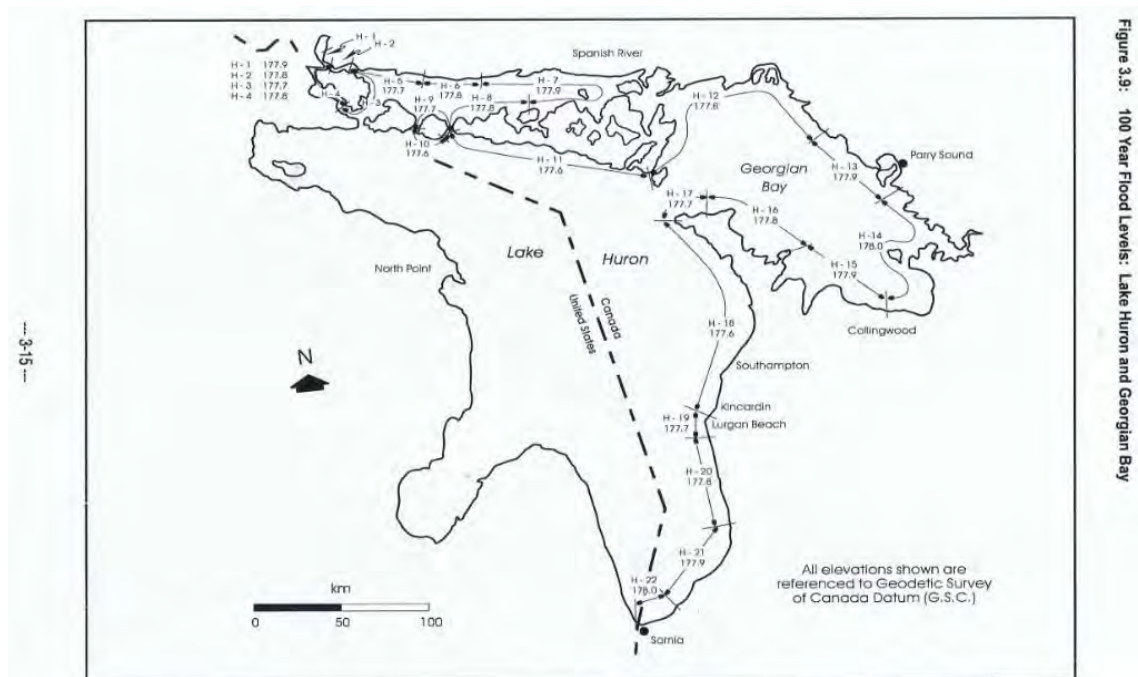 Figure 3.9: 100 Year Flood Levels: Lake Huron and Georgian Bay
H - 1
H - 2
H - 1 177.9
H - 2 177.8
H - 3 177.7
H - 4 177.8
H - 4
H - 3
Spanish River
H - 5
177.7
H - 6
177.8
H - 7
177.9
H - 8
177.8
H - 9
177.7
H - 10
177.6
H - 11
177.6
H - 12
177.8
H - 13
177.9
Parry Sound
Georgian
Bay
H - 14
178.0
H - 15
177.9
H - 16
177.8
H - 17
177.7
Collingwood
Lake Huron
North Point
Canada
United States
H - 18
177.6
Southampton
Kincardin
Lurgan Beach
H - 19
177.7
H - 20
177.8
H - 21
177.9
H - 22
178.0
Sarnia
N
km
0 50 100
All elevations shown are
referenced to Geodetic Survey
of Canada Datum (G.S.C.)
---3-15---